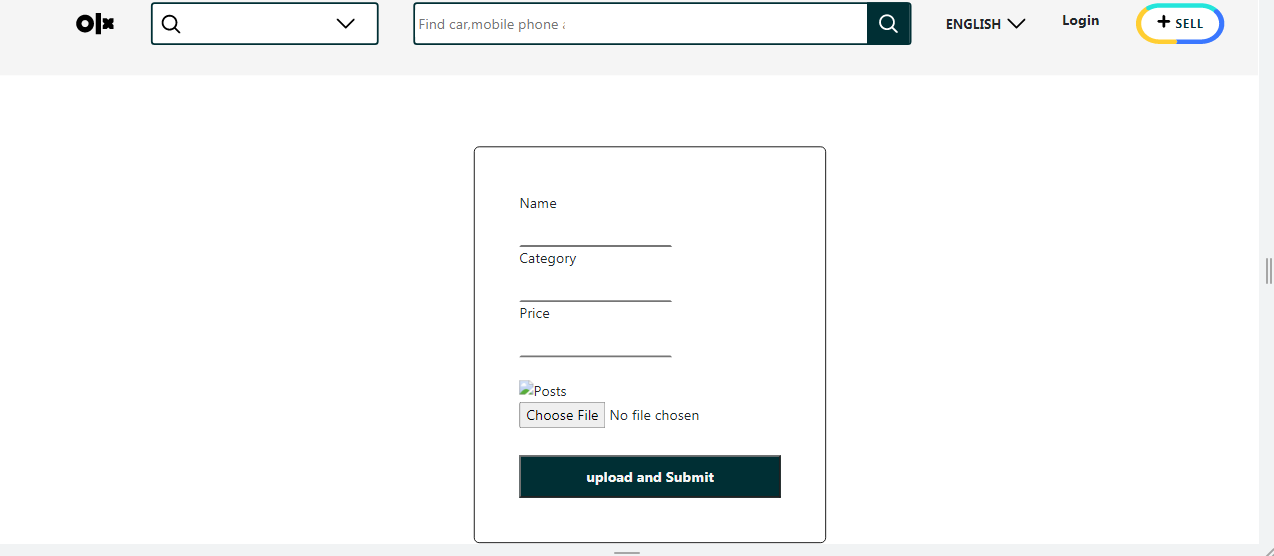 olx
Find car,mobile phone a
ENGLISH
Login
+ SELL
Name
Category
Price
Posts
Choose File No file chosen
upload and Submit